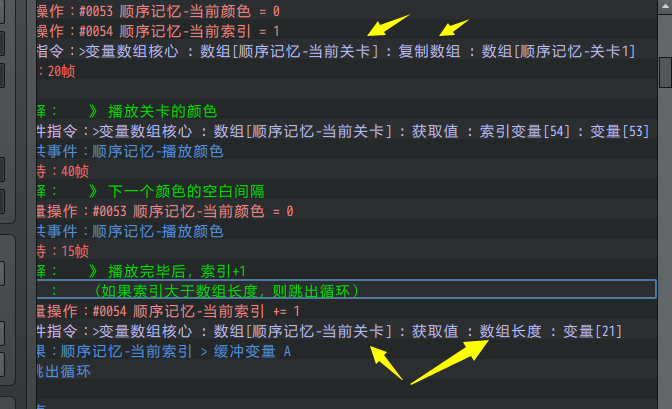 操作：#0053 顺序记忆-当前颜色 = 0
操作：#0054 顺序记忆-当前索引 = 1
指令：>变量数组核心 : 数组[顺序记忆-当前关卡] : 复制数组 : 数组[顺序记忆-关卡1]
：20帧
择：　　》 播放关卡的颜色
件指令：>变量数组核心 : 数组[顺序记忆-当前关卡] : 获取值 : 索引变量[54] : 变量[53]
共事件：顺序记忆-播放颜色
待：40帧
择：　　》 下一个颜色的空白间隔
量操作：#0053 顺序记忆-当前颜色 = 0
共事件：顺序记忆-播放颜色
待：15帧
择：　　》 播放完毕后，索引+1
：　　（如果索引大于数组长度，则跳出循环）
量操作：#0054 顺序记忆-当前索引 += 1
件指令：>变量数组核心 : 数组[顺序记忆-当前关卡] : 获取值 : 数组长度 : 变量[21]
果：顺序记忆-当前索引 > 缓冲变量 A
跳出循环